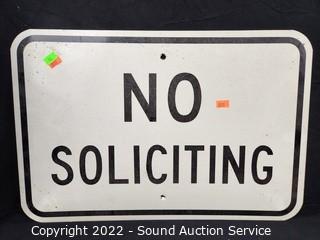 NO
SOLICITING
Copyright 2022 - Sound Auction Service